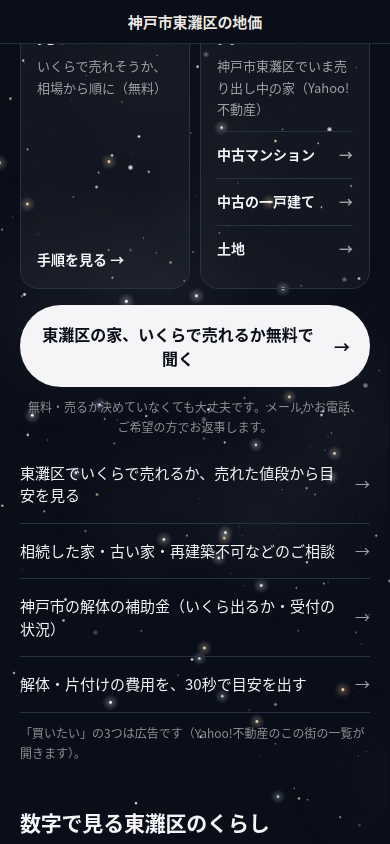 神戸市東灘区の地価
いくらで売れそうか、
相場から順に（無料）
手順を見る→
神戸市東灘区でいま売
り出し中の家（Yahoo!
不動産）
中古マンション →
中古の一戸建て →
土地 →
東灘区の家、いくらで売れるか無料で
聞く →
無料・売るか決めていなくても大丈夫です。メールかお電話、
ご希望の方でお返事します。
東灘区でいくらで売れるか、売れた値段から目
安を見る →
相続した家・古い家・再建築不可などのご相談 →
神戸市の解体の補助金（いくら出るか・受付の
状況） →
解体・片付けの費用を、30秒で目安を出す →
「買いたい」の3つは広告です（Yahoo!不動産のこの街の一覧が
開きます）。
数字で見る東灘区のくらし